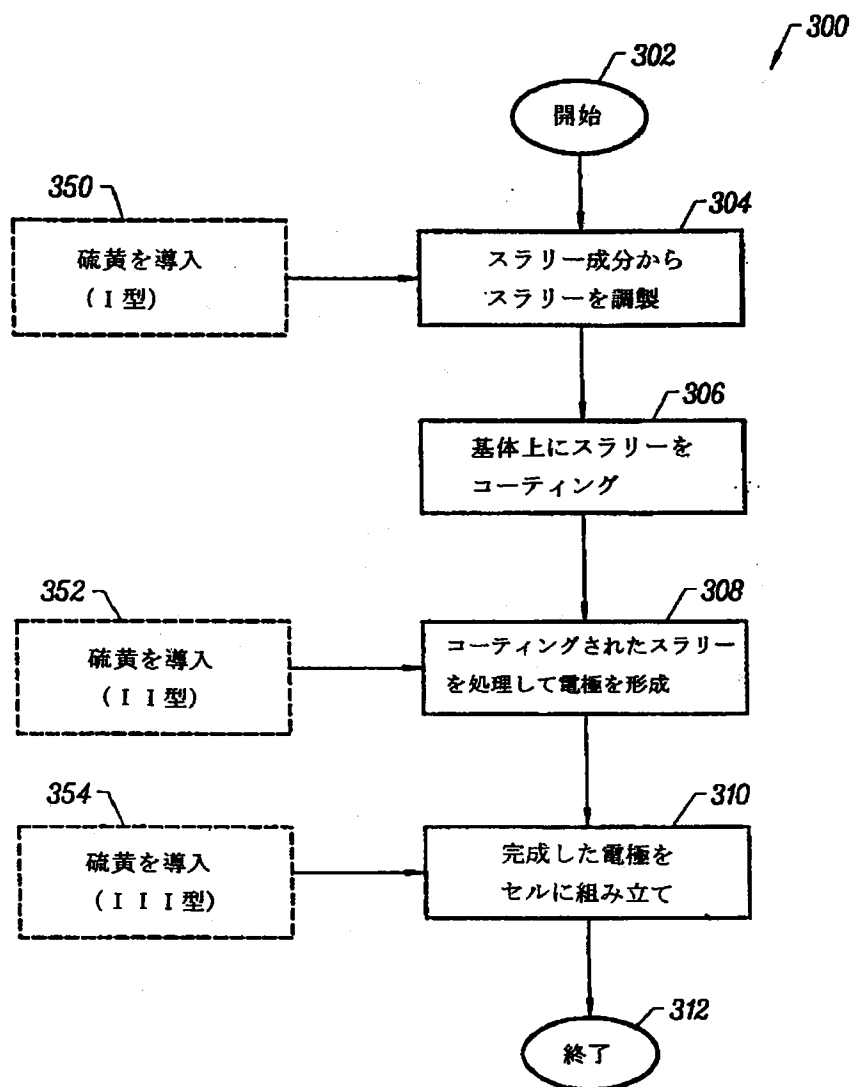 300
302
開始
350
硫黄を導入
(I型)
304
スラリー成分から
スラリーを調製
306
基体上にスラリーを
コーティング
352
硫黄を導入
(II型)
308
コーティングされたスラリー
を処理して電極を形成
354
硫黄を導入
(III型)
310
完成した電極を
セルに組み立て
312
終了